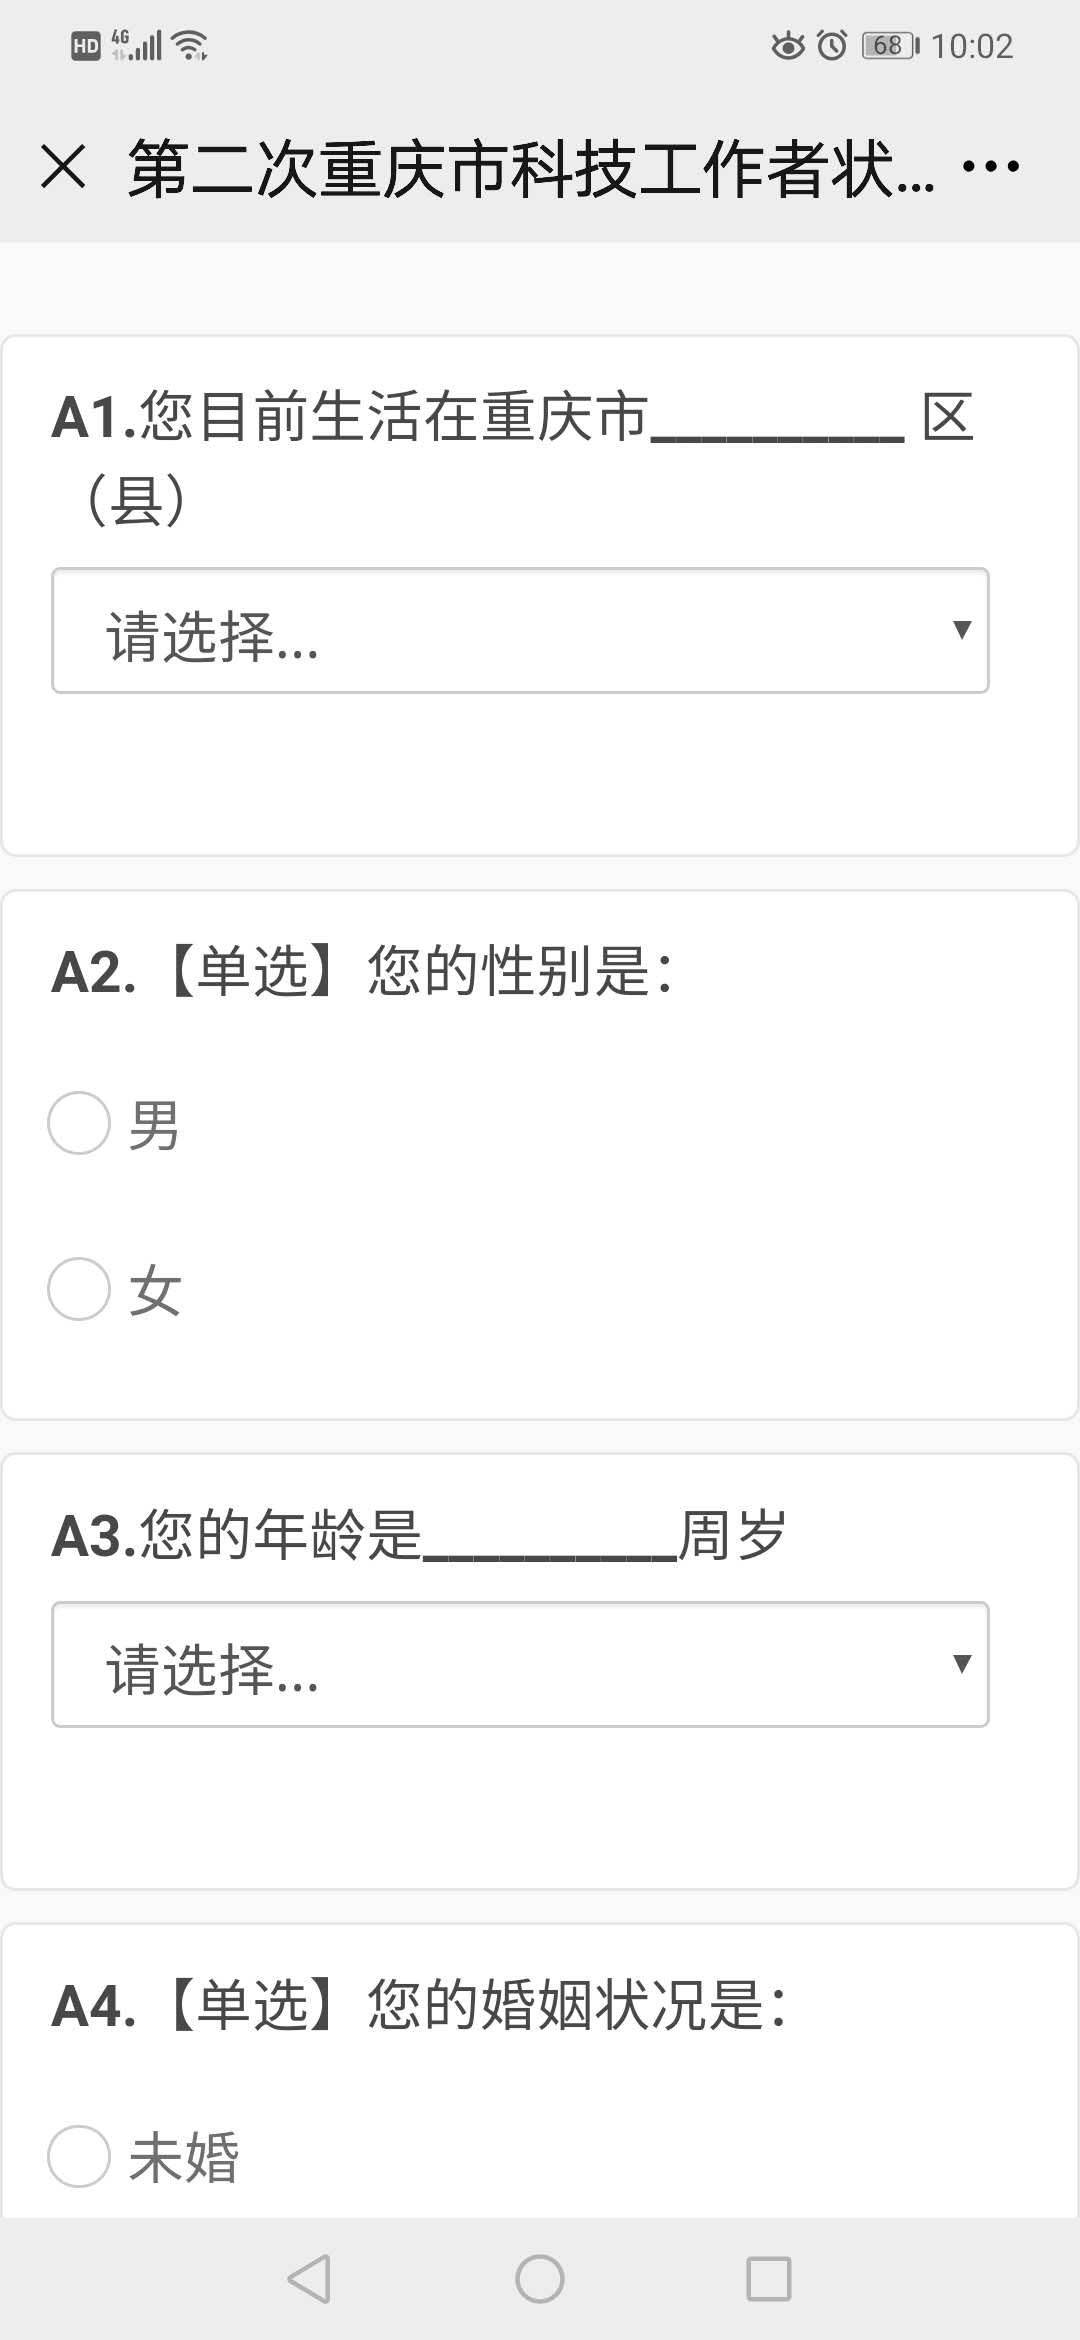 HD 4G 68 10:02
第二次重庆市科技工作者状...
A1.您目前生活在重庆市__________ 区
（县）
请选择...
A2.【单选】您的性别是：
男
女
A3.您的年龄是__________周岁
请选择...
A4.【单选】您的婚姻状况是：
未婚